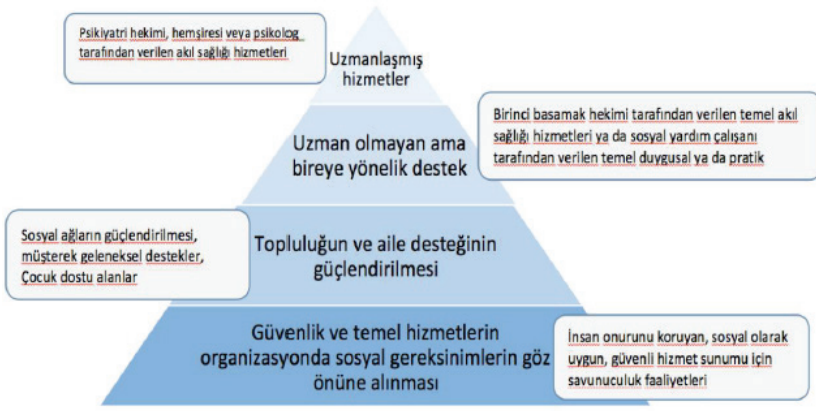 Psikiyatri hekimi, hemşiresi veya psikolog
tarafından verilen akıl sağlığı hizmetleri
Uzmanlaşmış
hizmetler
Uzman olmayan ama
bireye yönelik destek
Birinci basamak hekimi tarafından verilen temel akıl
sağlığı hizmetleri ya da sosyal yardım çalışanı
tarafından verilen temel duygusal ya da pratik
Sosyal ağların güçlendirilmesi,
müşterek geleneksel destekler,
Çocuk dostu alanlar
Topluluğun ve aile desteğinin
güçlendirilmesi
Güvenlik ve temel hizmetlerin
organizasyonda sosyal gereksinimlerin göz
önüne alınması
İnsan onurunu koruyan, sosyal olarak
uygun, güvenli hizmet sunumu için
savunuculuk faaliyetleri